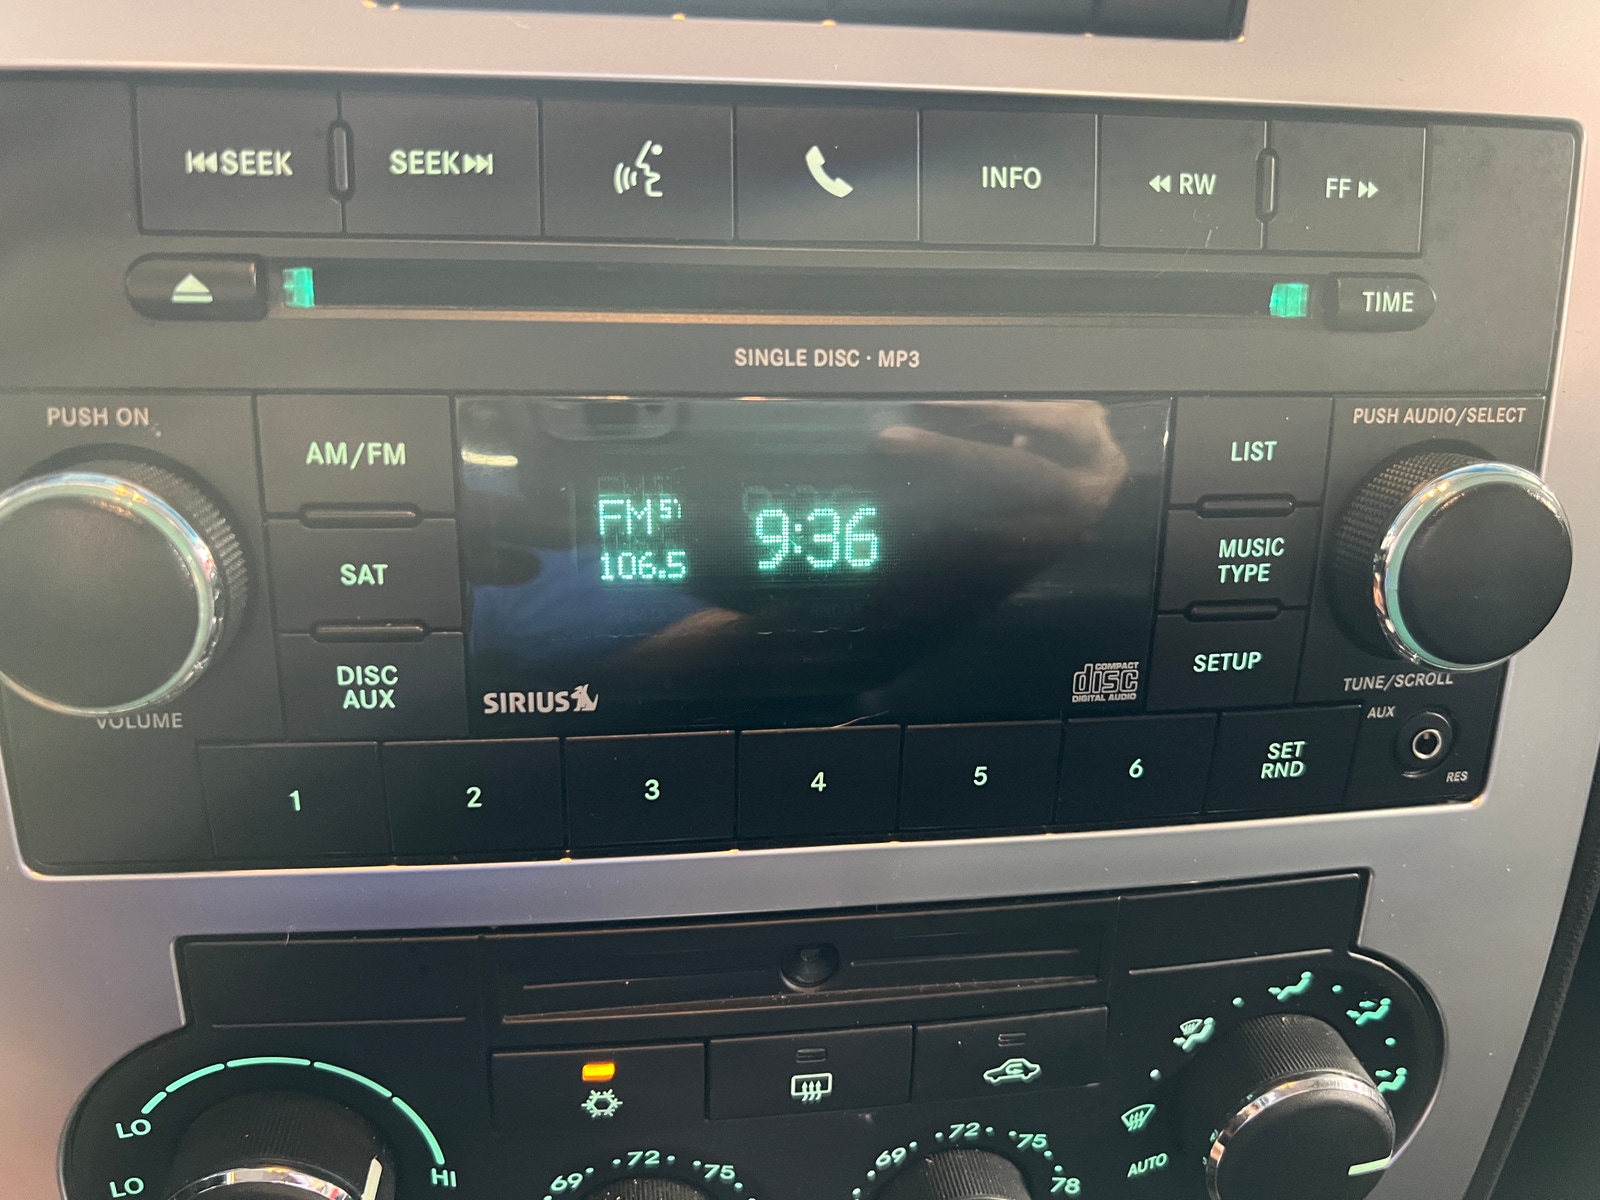 SEEK
SEEK
INFO
RW
FF
TIME
SINGLE DISC · MP3
PUSH ON
VOLUME
AM/FM
SAT
DISC
AUX
FM 5)
106.5
9:36
SIRIUS
COMPACT
disc
DIGITAL AUDIO
LIST
MUSIC
TYPE
SETUP
PUSH AUDIO/SELECT
TUNE/SCROLL
AUX
RES
1
2
3
4
5
6
SET
RND
LO
LO
HI
69
72
75
69
72
75
78
AUTO